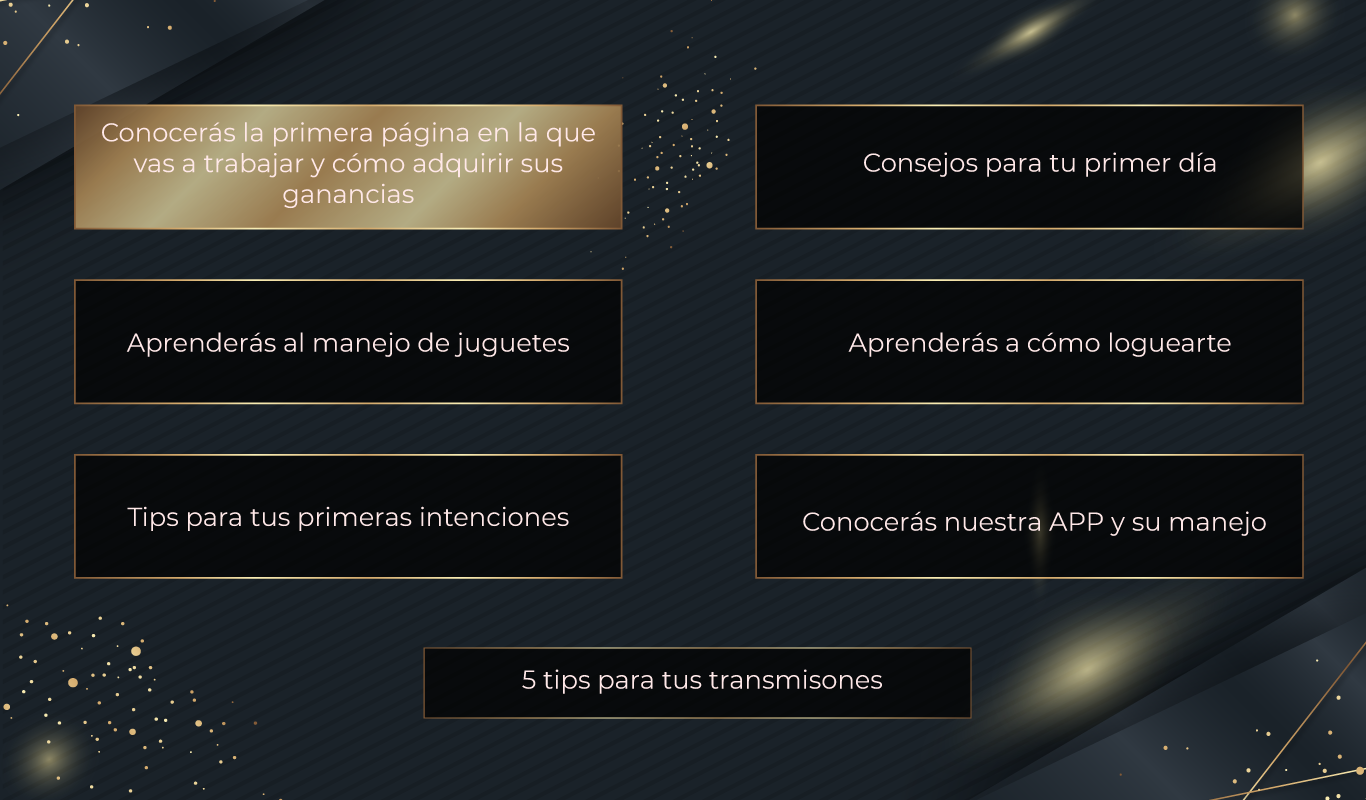 Conocerás la primera página en la que
vas a trabajar y cómo adquirir sus
ganancias
Consejos para tu primer día
Aprenderás al manejo de juguetes
Aprenderás a cómo loguearte
Tips para tus primeras intenciones
Conocerás nuestra APP y su manejo
5 tips para tus transmisones